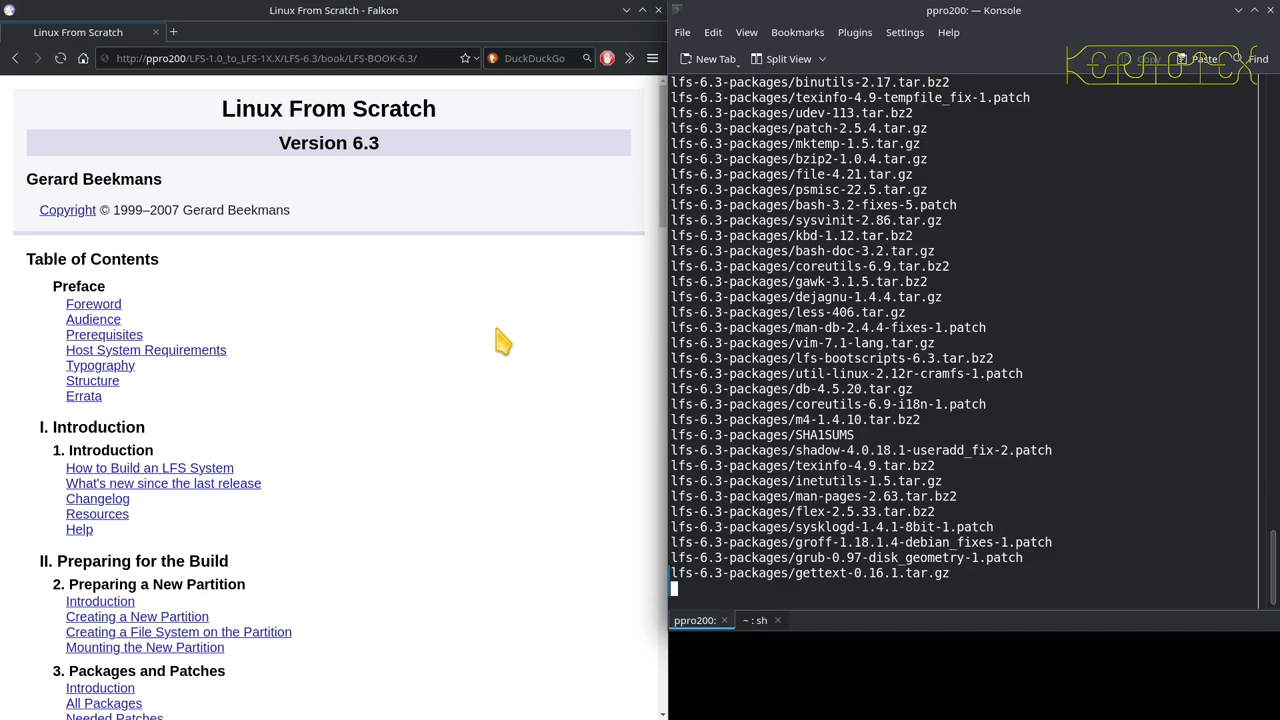 Linux From Scratch - Falkon
Linux From Scratch
http://ppro200/LFS-1.0_to_LFS-1X.X/LFS-6.3/book/LFS-BOOK-6.3/
DuckDuckGo
Linux From Scratch
Version 6.3
Gerard Beekmans
Copyright © 1999–2007 Gerard Beekmans
Table of Contents
Preface
Foreword
Audience
Prerequisites
Host System Requirements
Typography
Structure
Errata
I. Introduction
1. Introduction
How to Build an LFS System
What's new since the last release
Changelog
Resources
Help
II. Preparing for the Build
2. Preparing a New Partition
Introduction
Creating a New Partition
Creating a File System on the Partition
Mounting the New Partition
3. Packages and Patches
Introduction
All Packages
Needed Patches
ppro200: — Konsole
File Edit View Bookmarks Plugins Settings Help
New Tab Split View Copy Paste Find
lfs-6.3-packages/binutils-2.17.tar.bz2
lfs-6.3-packages/texinfo-4.9-tempfile_fix-1.patch
lfs-6.3-packages/udev-113.tar.bz2
lfs-6.3-packages/patch-2.5.4.tar.gz
lfs-6.3-packages/mktemp-1.5.tar.gz
lfs-6.3-packages/bzip2-1.0.4.tar.gz
lfs-6.3-packages/file-4.21.tar.gz
lfs-6.3-packages/psmisc-22.5.tar.gz
lfs-6.3-packages/bash-3.2-fixes-5.patch
lfs-6.3-packages/sysvinit-2.86.tar.gz
lfs-6.3-packages/kbd-1.12.tar.bz2
lfs-6.3-packages/bash-doc-3.2.tar.gz
lfs-6.3-packages/coreutils-6.9.tar.bz2
lfs-6.3-packages/gawk-3.1.5.tar.bz2
lfs-6.3-packages/dejagnu-1.4.4.tar.gz
lfs-6.3-packages/less-406.tar.gz
lfs-6.3-packages/man-db-2.4.4-fixes-1.patch
lfs-6.3-packages/vim-7.1-lang.tar.gz
lfs-6.3-packages/lfs-bootscripts-6.3.tar.bz2
lfs-6.3-packages/util-linux-2.12r-cramfs-1.patch
lfs-6.3-packages/db-4.5.20.tar.gz
lfs-6.3-packages/coreutils-6.9-i18n-1.patch
lfs-6.3-packages/m4-1.4.10.tar.bz2
lfs-6.3-packages/SHA1SUMS
lfs-6.3-packages/shadow-4.0.18.1-useradd_fix-2.patch
lfs-6.3-packages/texinfo-4.9.tar.bz2
lfs-6.3-packages/inetutils-1.5.tar.gz
lfs-6.3-packages/man-pages-2.63.tar.bz2
lfs-6.3-packages/flex-2.5.33.tar.bz2
lfs-6.3-packages/sysklogd-1.4.1-8bit-1.patch
lfs-6.3-packages/groff-1.18.1.4-debian_fixes-1.patch
lfs-6.3-packages/grub-0.97-disk_geometry-1.patch
lfs-6.3-packages/gettext-0.16.1.tar.gz
ppro200: ~ : sh